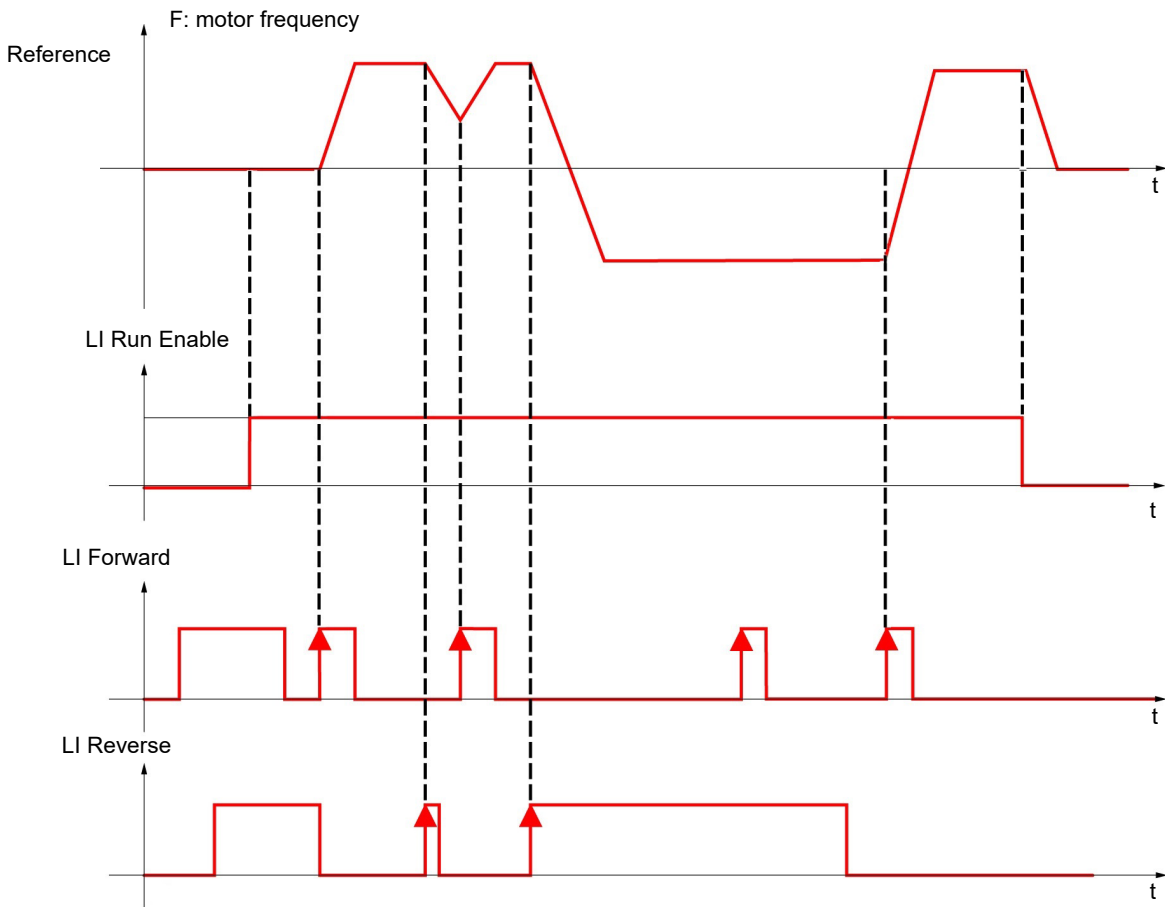 F: motor frequency
Reference
t
LI Run Enable
t
LI Forward
t
LI Reverse
t